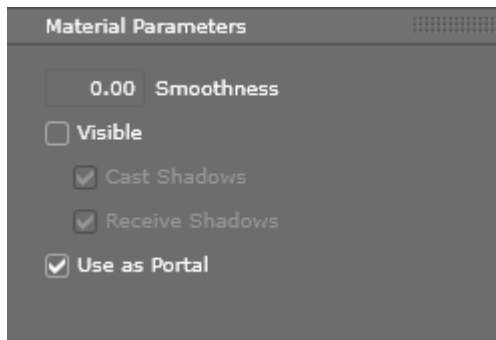 Material Parameters
0.00 Smoothness
Visible
Cast Shadows
Receive Shadows
Use as Portal